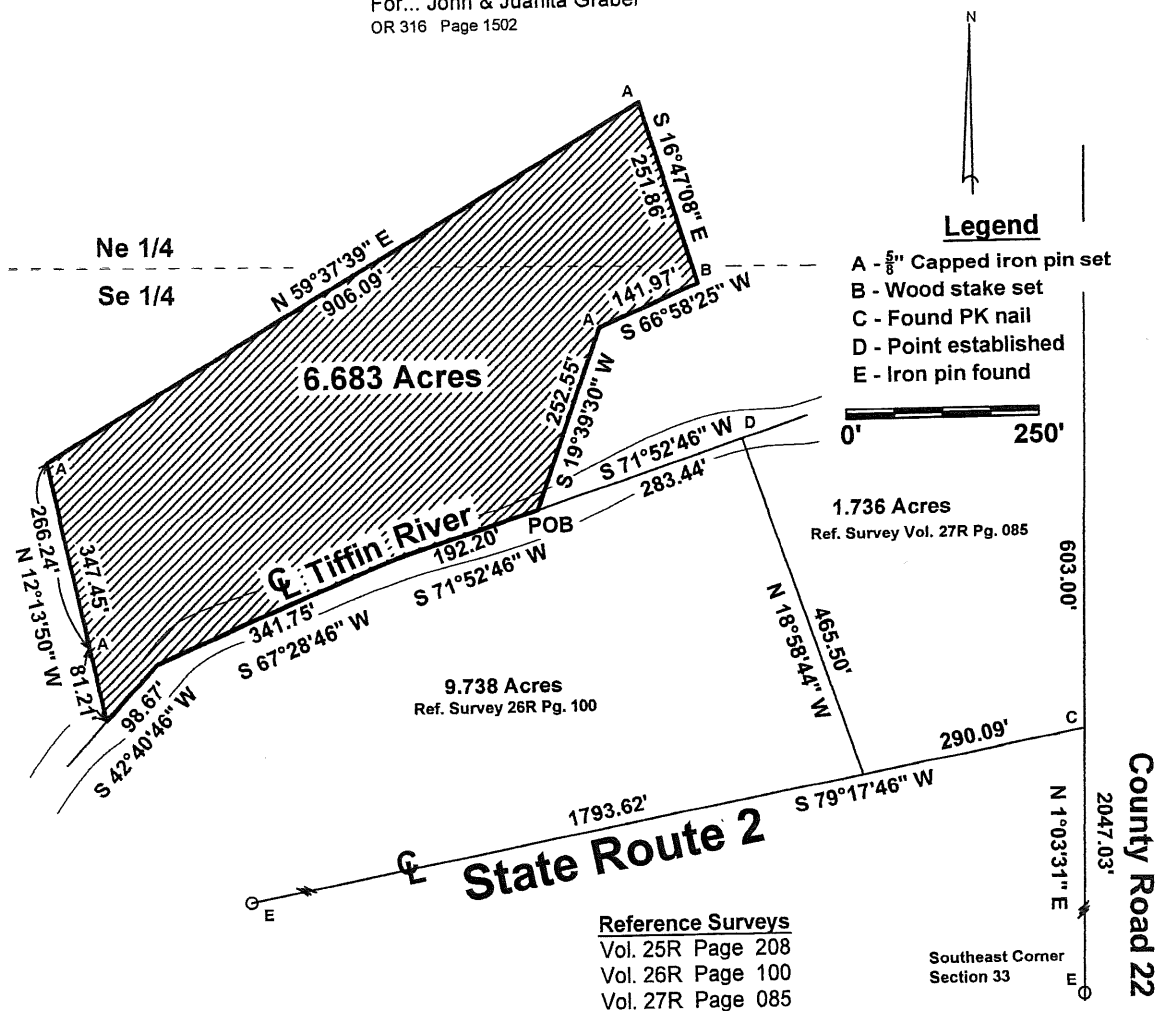 For... John & Juanita Graber
OR 316 Page 1502
N
A
S 16°47'08" E
251.86'
Ne 1/4
Se 1/4
N 59°37'39" E
906.09'
Legend
A - 5/8" Capped iron pin set
B - Wood stake set
C - Found PK nail
D - Point established
E - Iron pin found
0' 250'
B
141.97'
S 66°58'25" W
A
6.683 Acres
252.55'
S 19°39'30" W
A
266.24'
347.45'
N 12°13'50" W
A
81.21'
98.67'
S 42°40'46" W
CL Tiffin River
341.75'
S 67°28'46" W
192.20'
S 71°52'46" W
POB
S 71°52'46" W
283.44'
D
1.736 Acres
Ref. Survey Vol. 27R Pg. 085
603.00'
465.50'
N 18°58'44" W
9.738 Acres
Ref. Survey 26R Pg. 100
290.09'
C
S 79°17'46" W
1793.62'
CL State Route 2
E
County Road 22
2047.03'
N 1°03'31" E
Reference Surveys
Vol. 25R Page 208
Vol. 26R Page 100
Vol. 27R Page 085
Southeast Corner
Section 33
E